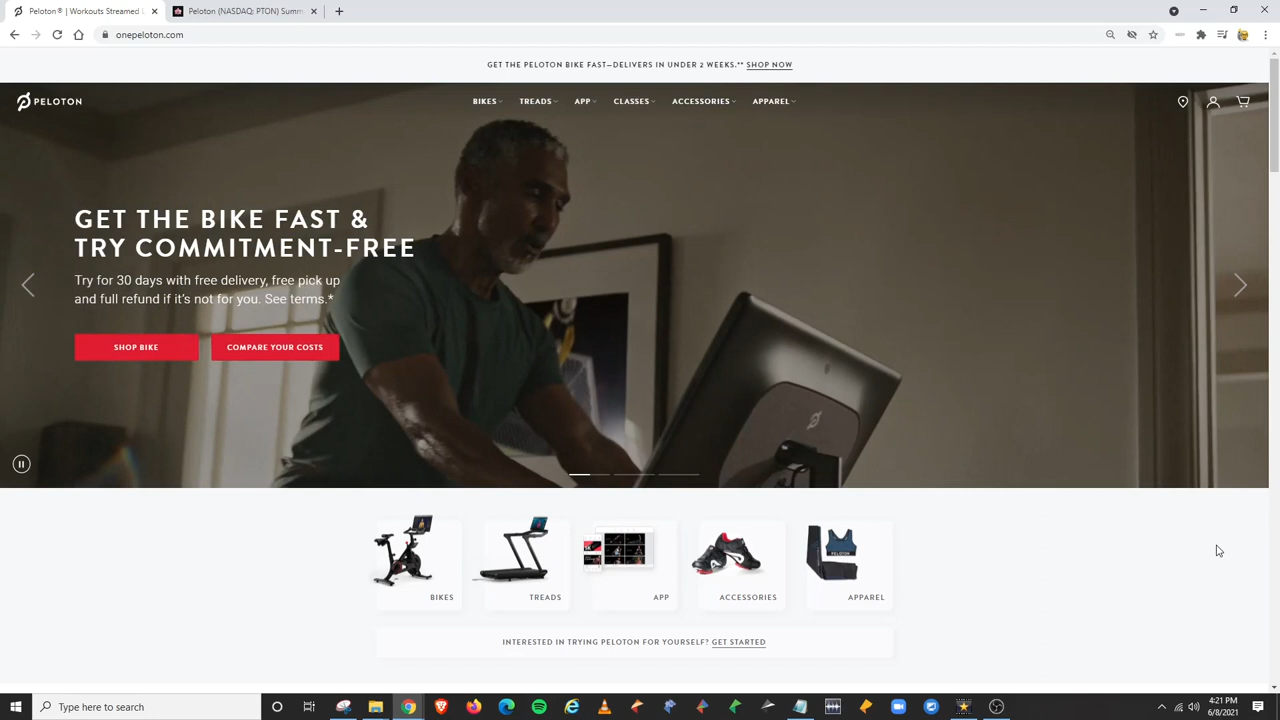 Peloton® | Workouts Streamed L
Peloton (NASDAQ: PTON) Summ
onepeloton.com
GET THE PELOTON BIKE FAST—DELIVERS IN UNDER 2 WEEKS.** SHOP NOW
PELOTON
BIKES
TREADS
APP
CLASSES
ACCESSORIES
APPAREL
GET THE BIKE FAST &
TRY COMMITMENT-FREE
Try for 30 days with free delivery, free pick up
and full refund if it's not for you. See terms.*
SHOP BIKE
COMPARE YOUR COSTS
BIKES
TREADS
APP
ACCESSORIES
APPAREL
INTERESTED IN TRYING PELOTON FOR YOURSELF? GET STARTED
Type here to search
4:21 PM
6/8/2021